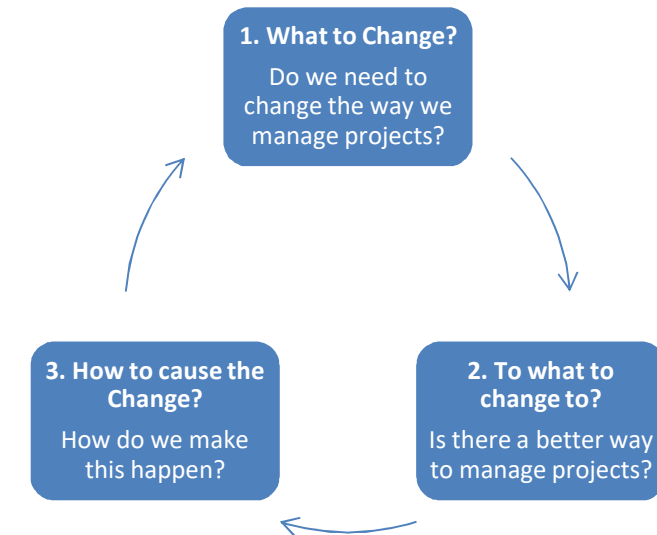 1. What to Change?
Do we need to
change the way we
manage projects?
2. To what to
change to?
Is there a better way
to manage projects?
3. How to cause the
Change?
How do we make
this happen?